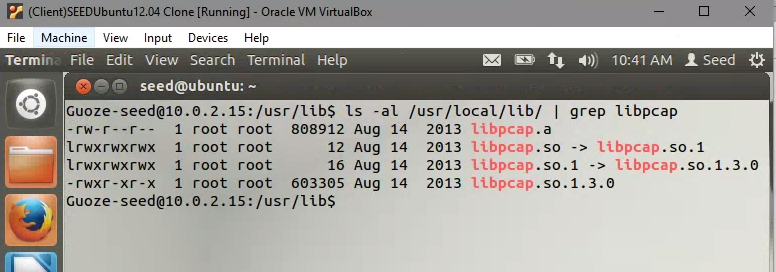 (Client)SEEDUbuntu12.04 Clone [Running] - Oracle VM VirtualBox
File Machine View Input Devices Help
Termina File Edit View Search Terminal Help 10:41 AM Seed
seed@ubuntu: ~
Guoze-seed@10.0.2.15:/usr/lib$ ls -al /usr/local/lib/ | grep libpcap
-rw-r--r-- 1 root root 808912 Aug 14 2013 libpcap.a
lrwxrwxrwx 1 root root 12 Aug 14 2013 libpcap.so -> libpcap.so.1
lrwxrwxrwx 1 root root 16 Aug 14 2013 libpcap.so.1 -> libpcap.so.1.3.0
-rwxr-xr-x 1 root root 603305 Aug 14 2013 libpcap.so.1.3.0
Guoze-seed@10.0.2.15:/usr/lib$